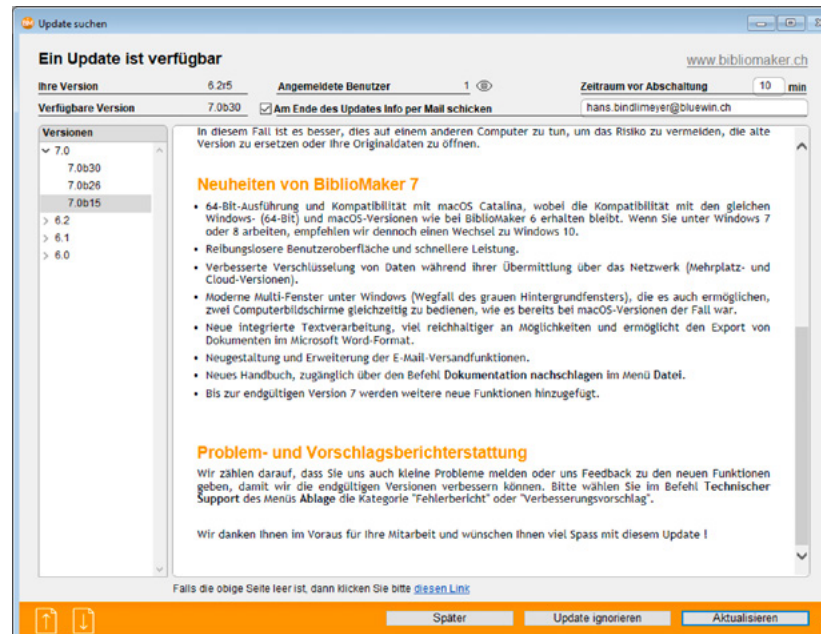 Update suchen
Ein Update ist verfügbar
www.bibliomaker.ch
Ihre Version 6.2r5 Angemeldete Benutzer 1 Zeitraum vor Abschaltung 10 min
Verfügbare Version 7.0b30 Am Ende des Updates Info per Mail schicken hans.bindlimeyer@bluewin.ch
Versionen
7.0
7.0b30
7.0b26
7.0b15
6.2
6.1
6.0
In diesem Fall ist es besser, dies auf einem anderen Computer zu tun, um das Risiko zu vermeiden, die alte
Version zu ersetzen oder Ihre Originaldaten zu öffnen.
Neuheiten von BiblioMaker 7
• 64-Bit-Ausführung und Kompatibilität mit macOS Catalina, wobei die Kompatibilität mit den gleichen
Windows- (64-Bit) und macOS-Versionen wie bei BiblioMaker 6 erhalten bleibt. Wenn Sie unter Windows 7
oder 8 arbeiten, empfehlen wir dennoch einen Wechsel zu Windows 10.
• Reibungslosere Benutzeroberfläche und schnellere Leistung.
• Verbesserte Verschlüsselung von Daten während ihrer Übermittlung über das Netzwerk (Mehrplatz- und
Cloud-Versionen).
• Moderne Multi-Fenster unter Windows (Wegfall des grauen Hintergrundfensters), die es auch ermöglichen,
zwei Computerbildschirme gleichzeitig zu bedienen, wie es bereits bei macOS-Versionen der Fall war.
• Neue integrierte Textverarbeitung, viel reichhaltiger an Möglichkeiten und ermöglicht den Export von
Dokumenten im Microsoft Word-Format.
• Neugestaltung und Erweiterung der E-Mail-Versandfunktionen.
• Neues Handbuch, zugänglich über den Befehl Dokumentation nachschlagen im Menü Datei.
• Bis zur endgültigen Version 7 werden weitere neue Funktionen hinzugefügt.
Problem- und Vorschlagsberichterstattung
Wir zählen darauf, dass Sie uns auch kleine Probleme melden oder uns Feedback zu den neuen Funktionen
geben, damit wir die endgültigen Versionen verbessern können. Bitte wählen Sie im Befehl Technischer
Support des Menüs Ablage die Kategorie "Fehlerbericht" oder "Verbesserungsvorschlag".
Wir danken Ihnen im Voraus für Ihre Mitarbeit und wünschen Ihnen viel Spass mit diesem Update !
Falls die obige Seite leer ist, dann klicken Sie bitte diesen Link
Später Update ignorieren Aktualisieren